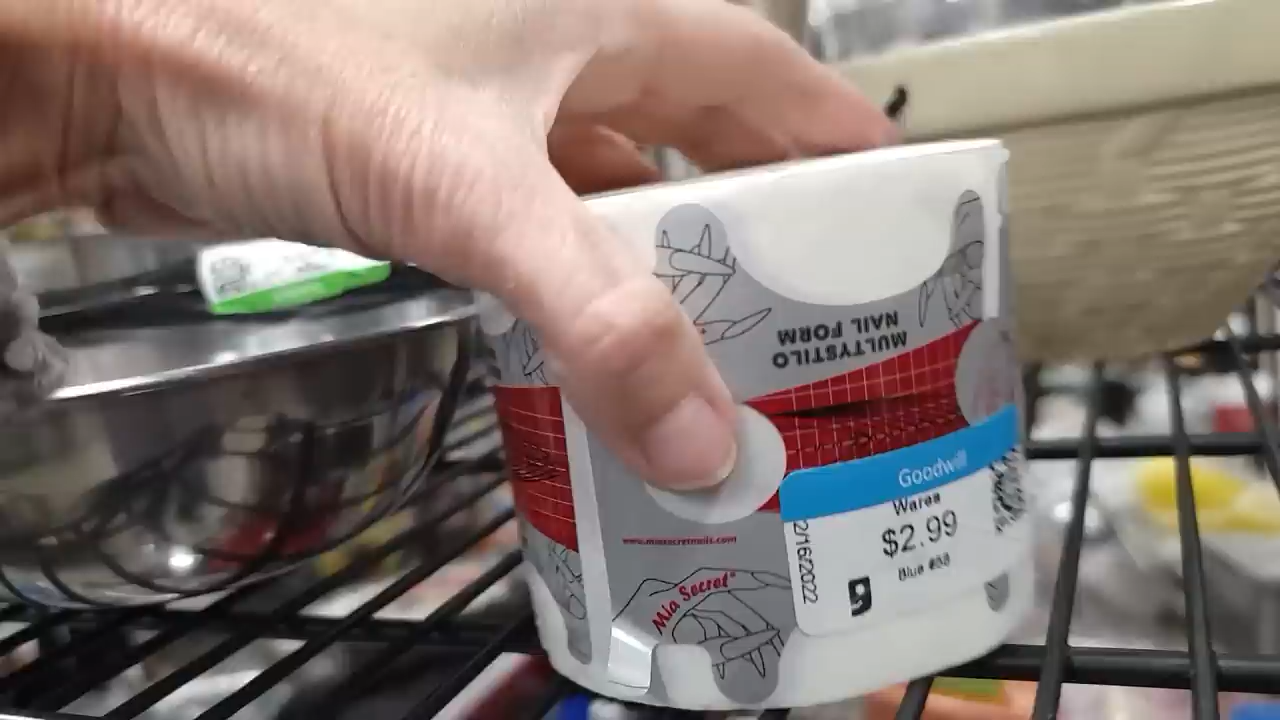 MULTYSTILO
NAIL FORM
Goodwill
Wares
$2.99
Blue #58
2/16/2022
www.miasecretnails.com
Mia Secret®